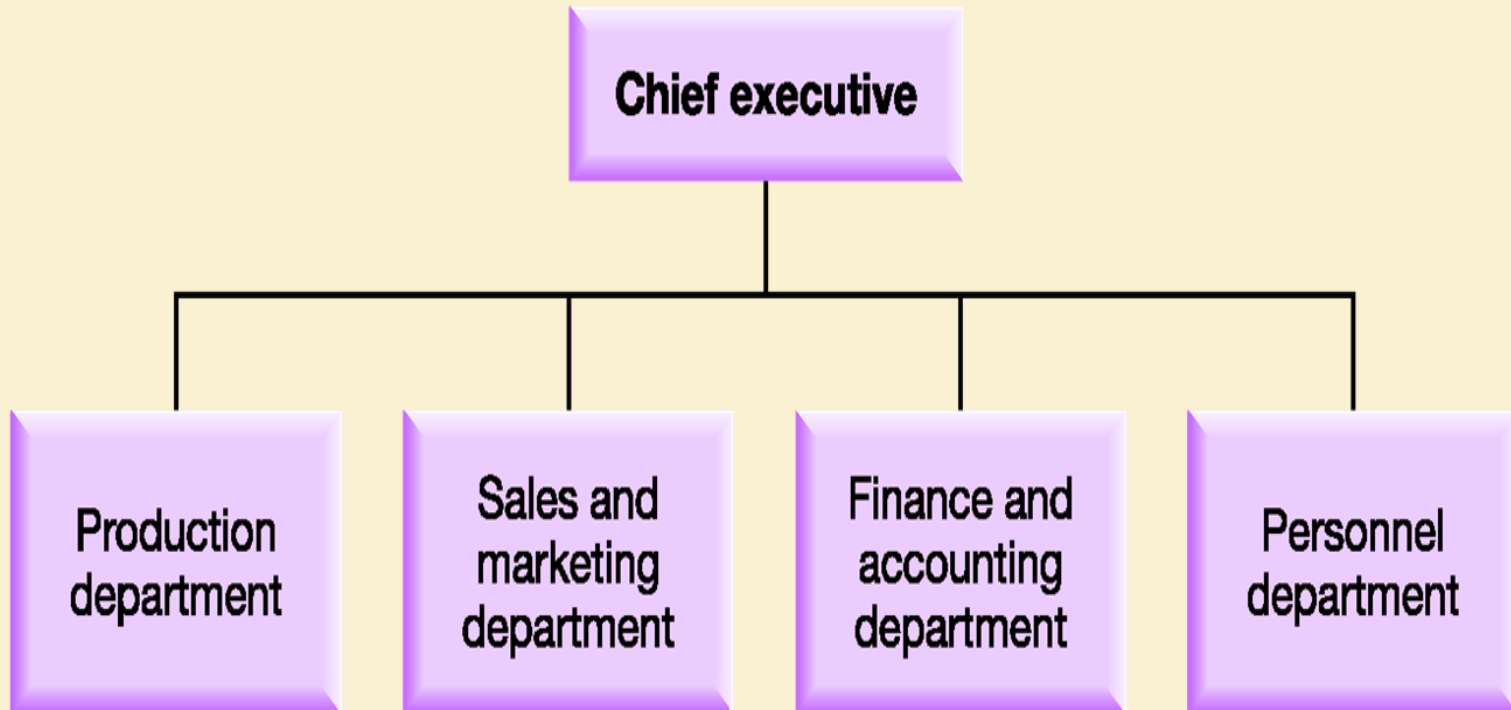 Chief executive
Production
department
Sales and
marketing
department
Finance and
accounting
department
Personnel
department